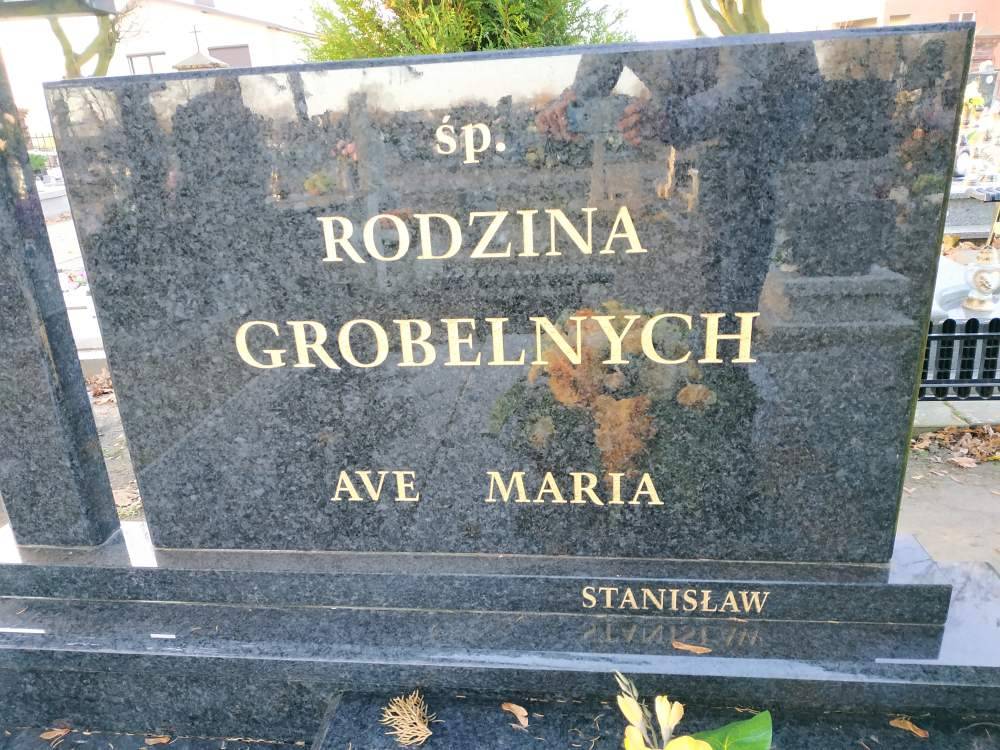 śp.
RODZINA
GROBELNYCH
AVE MARIA
STANISŁAW